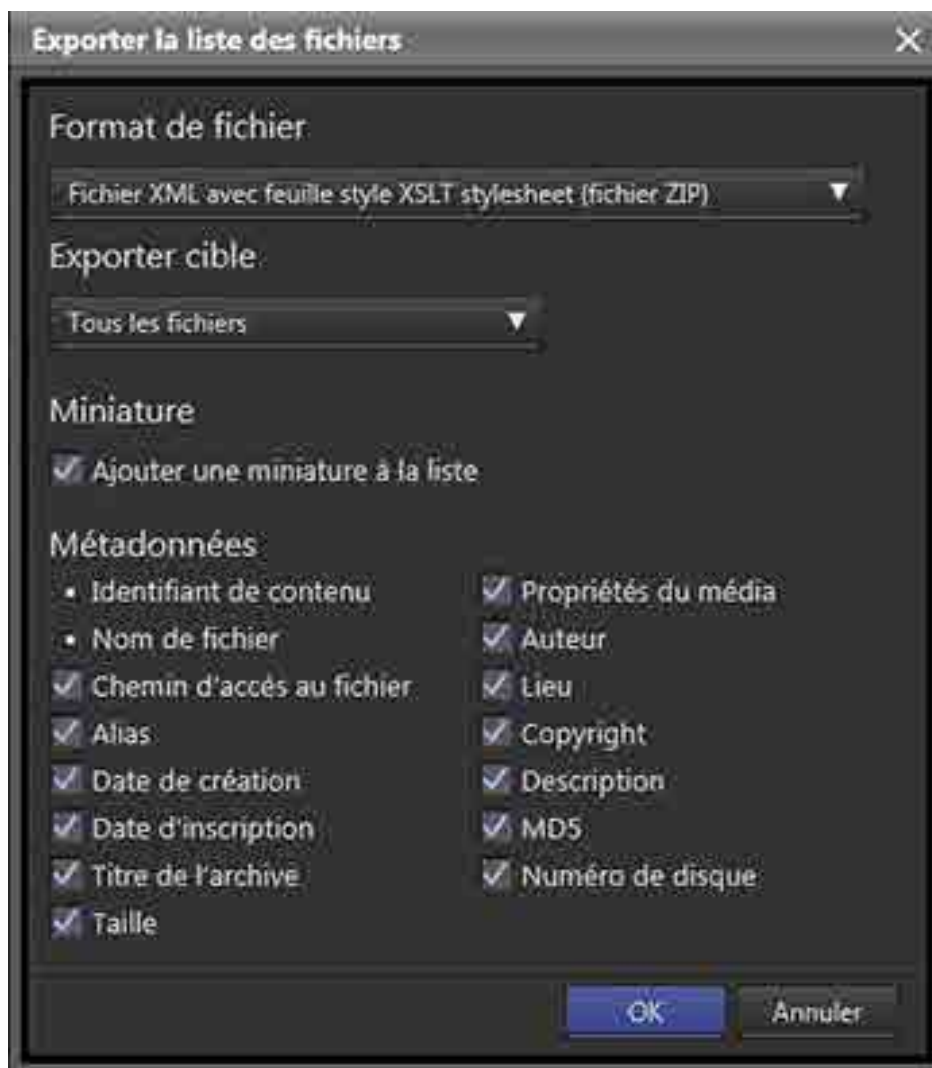 Exporter la liste des fichiers
Format de fichier
Fichier XML avec feuille style XSLT stylesheet (fichier ZIP)
Exporter cible
Tous les fichiers
Miniature
Ajouter une miniature à la liste
Métadonnées
• Identifiant de contenu
• Nom de fichier
Chemin d'accés au fichier
Alias
Date de création
Date d'inscription
Titre de l'archive
Taille
Propriétés du média
Auteur
Lieu
Copyright
Description
MD5
Numéro de disque
OK
Annuler